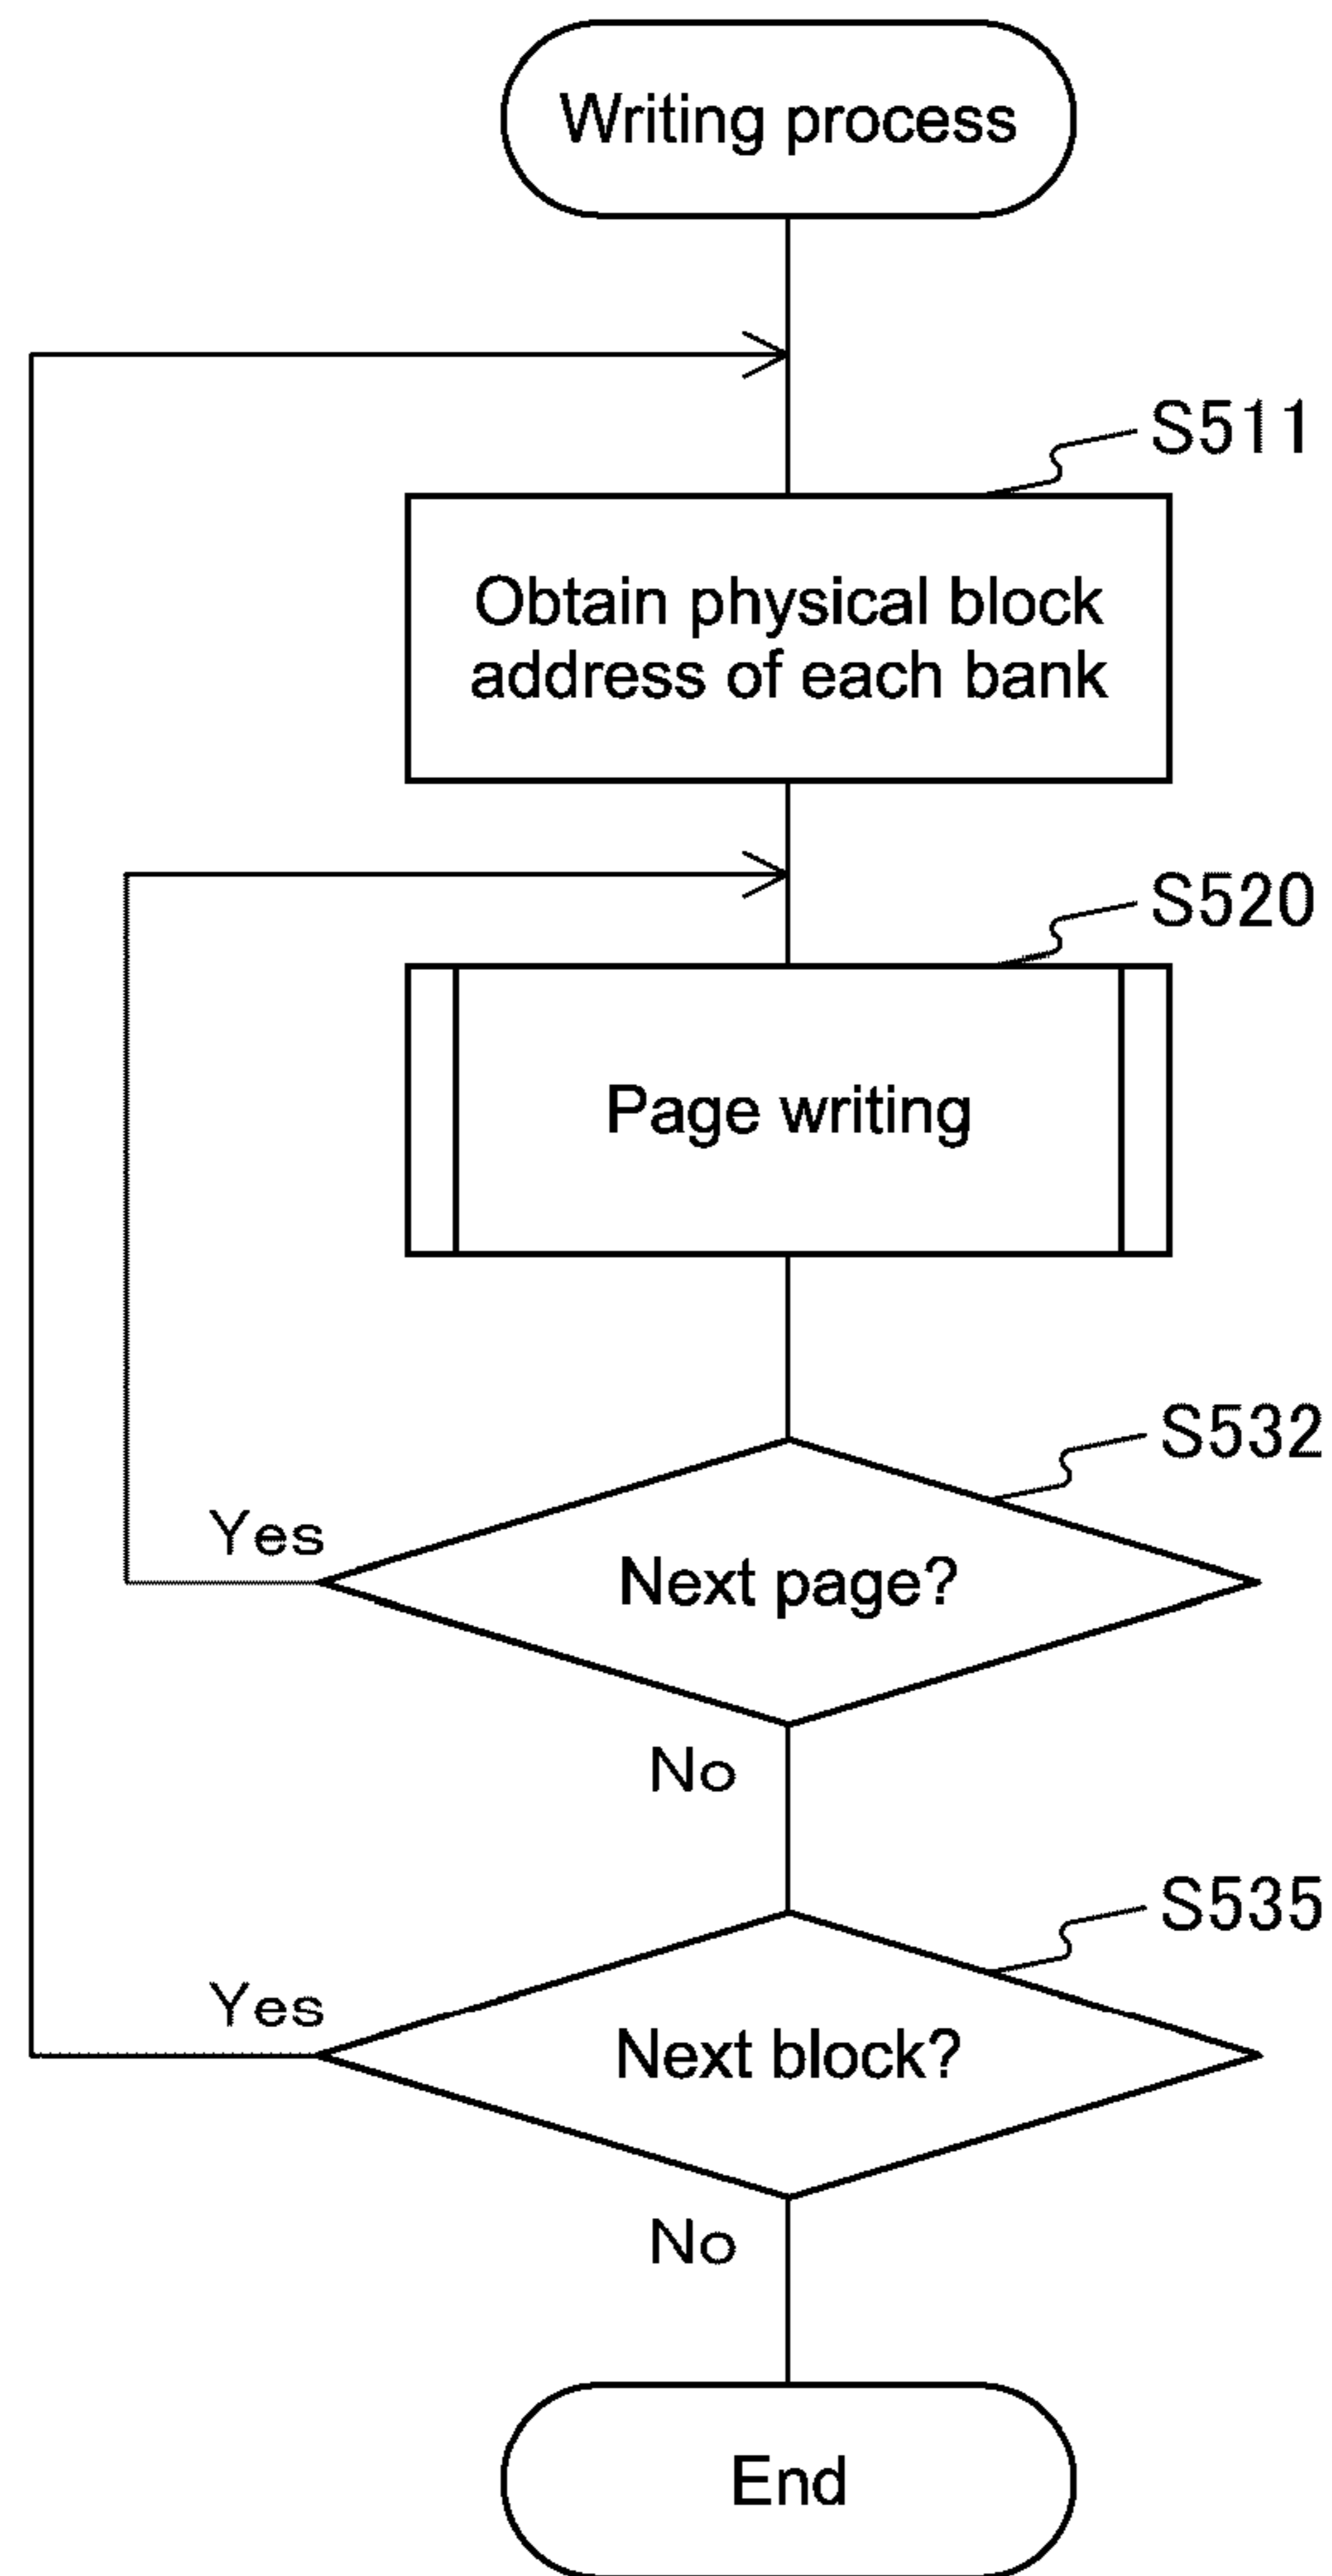 Writing process
S511
Obtain physical block
address of each bank
S520
Page writing
S532
Yes
Next page?
No
S535
Yes
Next block?
No
End